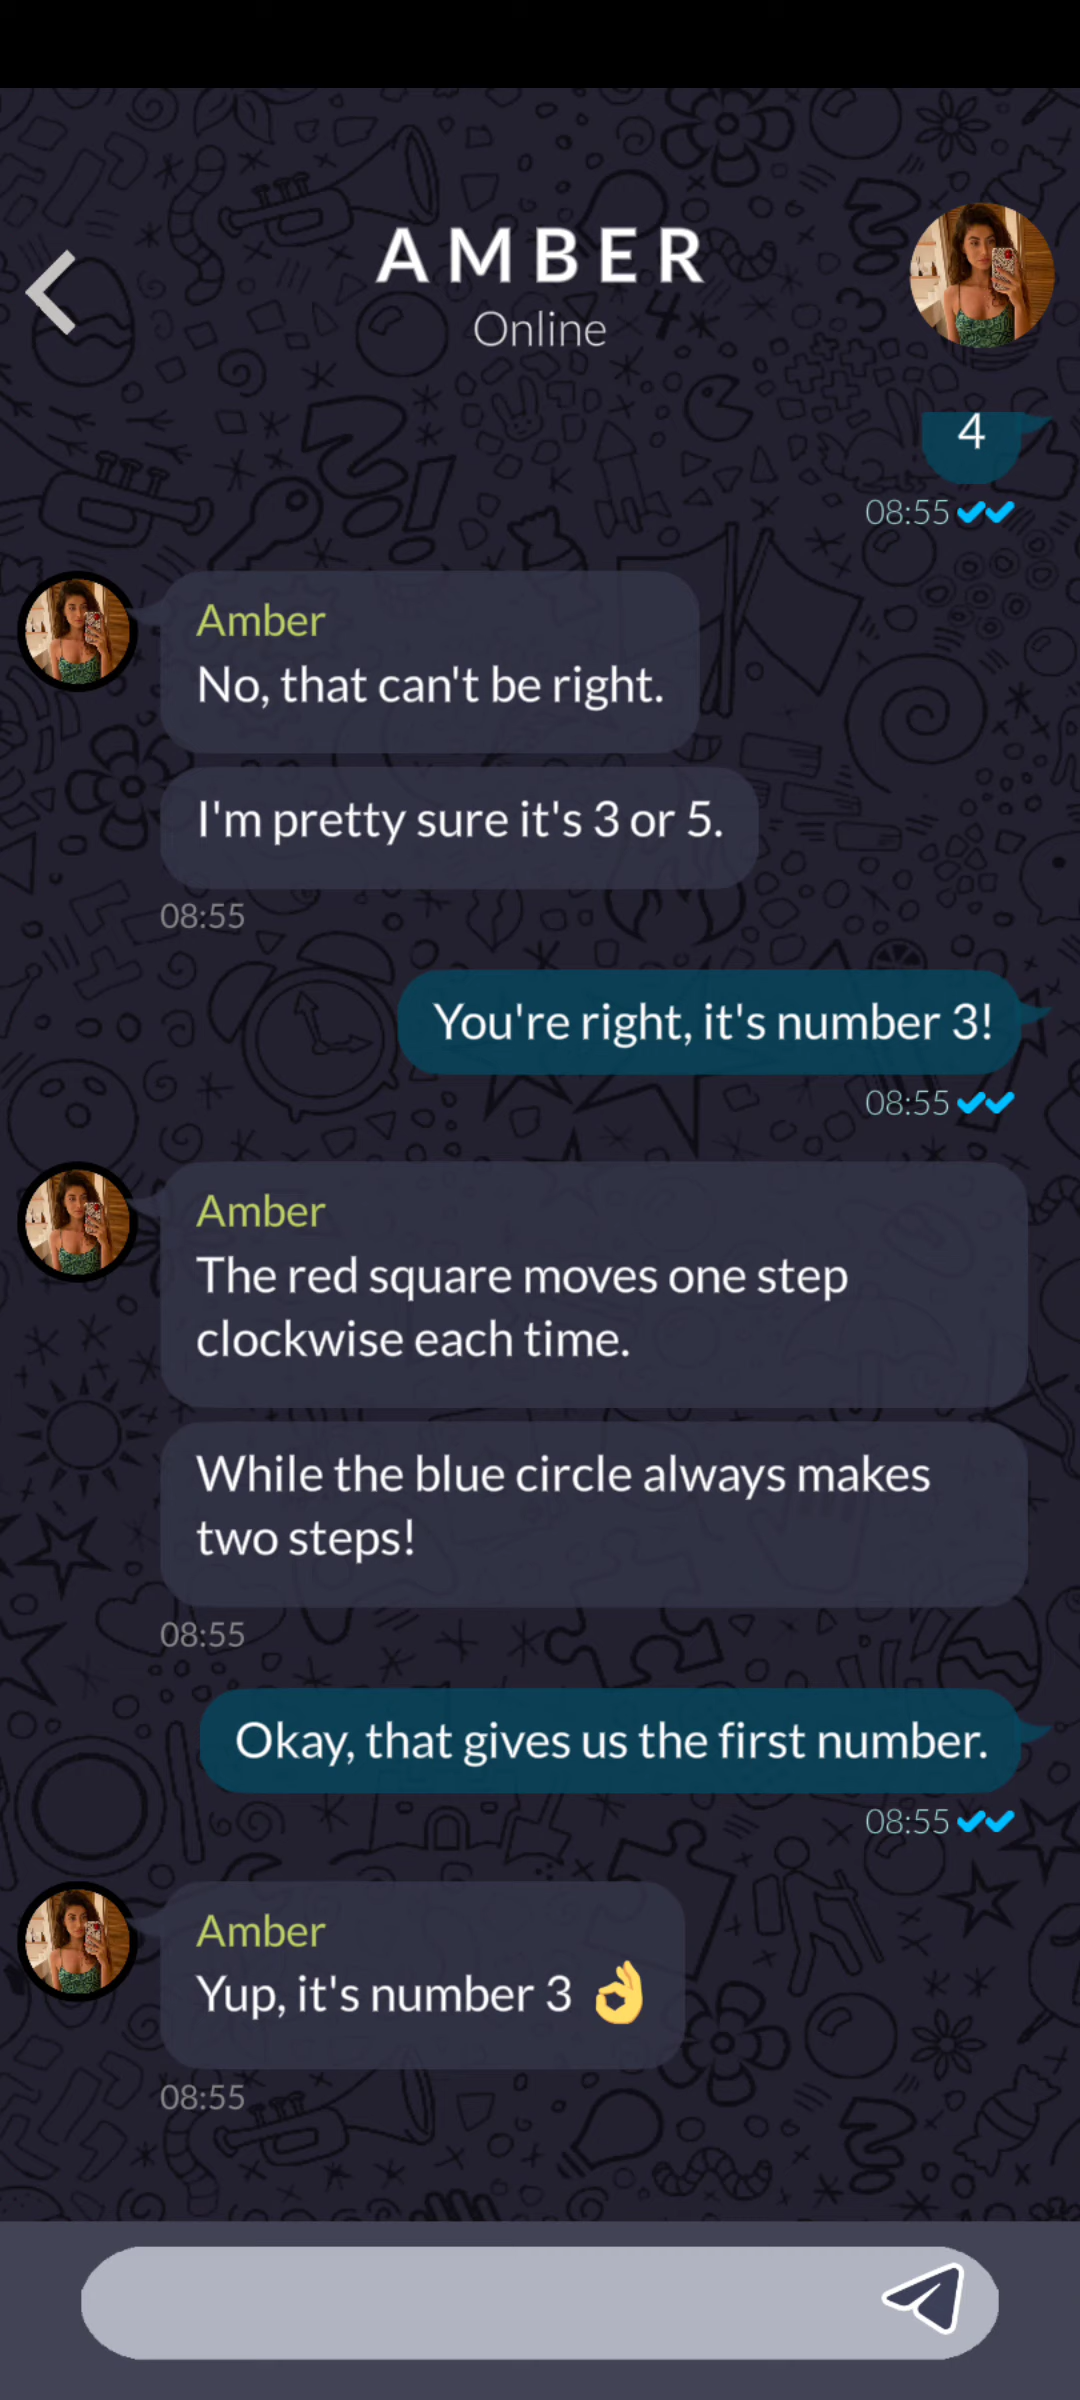 AMBER
Online
4
08:55
Amber
No, that can't be right.
I'm pretty sure it's 3 or 5.
08:55
You're right, it's number 3!
08:55
Amber
The red square moves one step
clockwise each time.
While the blue circle always makes
two steps!
08:55
Okay, that gives us the first number.
08:55
Amber
Yup, it's number 3 👌
08:55